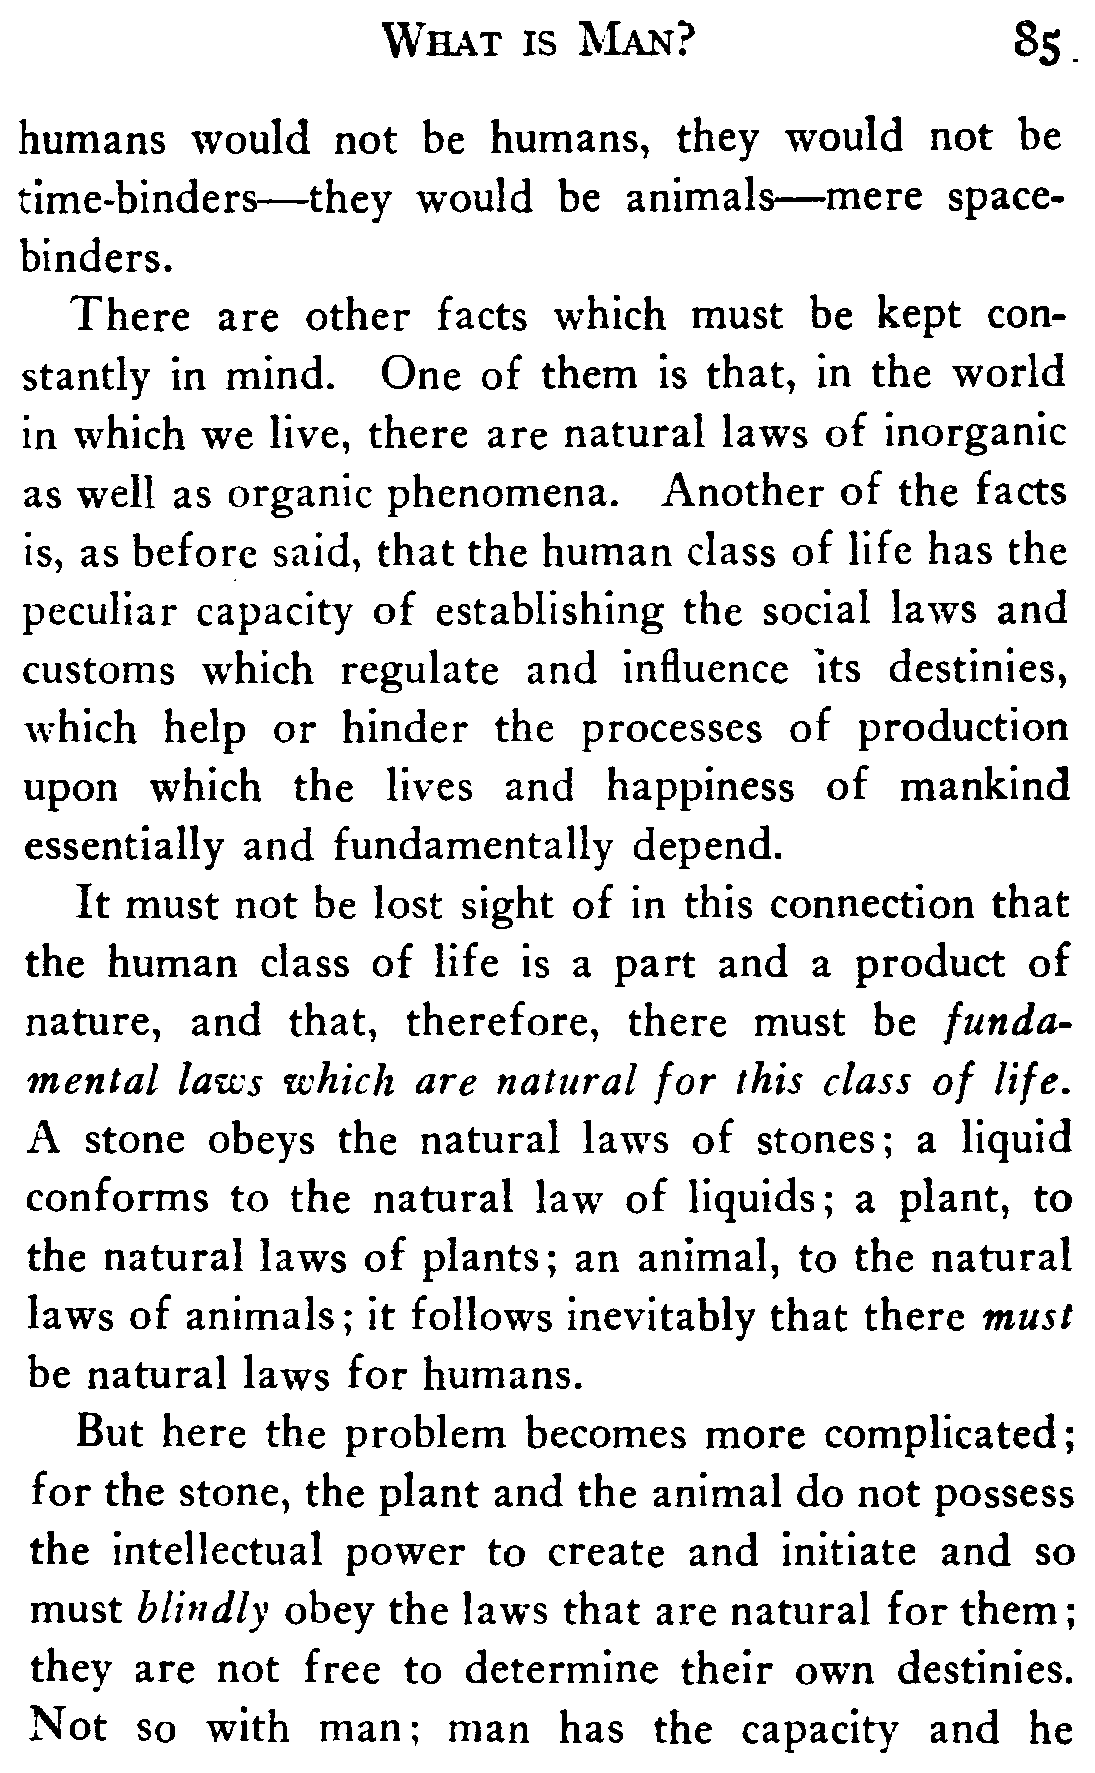 What is Man? 85
humans would not be humans, they would not be
time-binders—they would be animals—mere space-
binders.
There are other facts which must be kept con-
stantly in mind. One of them is that, in the world
in which we live, there are natural laws of inorganic
as well as organic phenomena. Another of the facts
is, as before said, that the human class of life has the
peculiar capacity of establishing the social laws and
customs which regulate and influence its destinies,
which help or hinder the processes of production
upon which the lives and happiness of mankind
essentially and fundamentally depend.
It must not be lost sight of in this connection that
the human class of life is a part and a product of
nature, and that, therefore, there must be funda-
mental laws which are natural for this class of life.
A stone obeys the natural laws of stones; a liquid
conforms to the natural law of liquids; a plant, to
the natural laws of plants; an animal, to the natural
laws of animals; it follows inevitably that there must
be natural laws for humans.
But here the problem becomes more complicated;
for the stone, the plant and the animal do not possess
the intellectual power to create and initiate and so
must blindly obey the laws that are natural for them;
they are not free to determine their own destinies.
Not so with man; man has the capacity and he